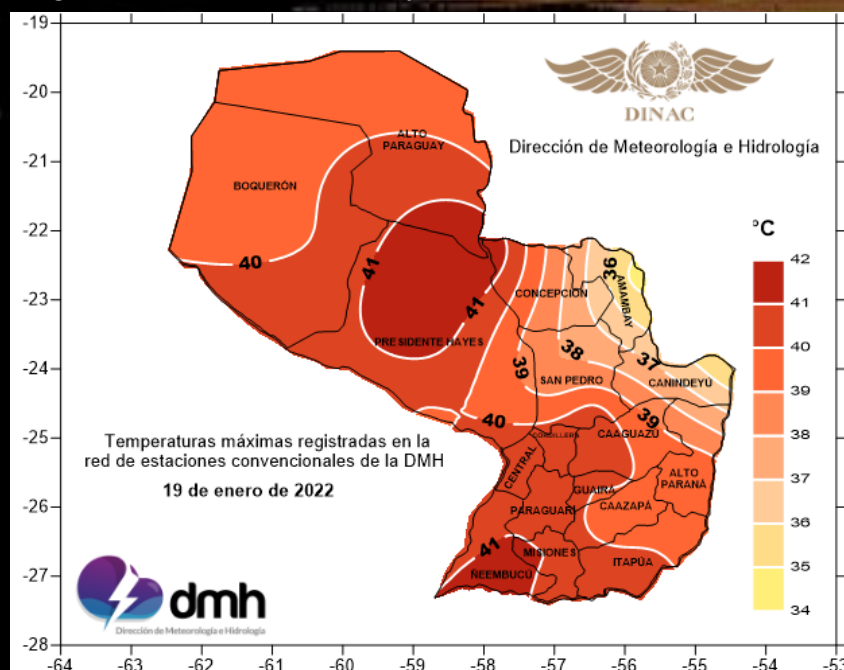 -19
-20
-21
-22
-23
-24
-25
-26
-27
-28
-64
-63
-62
-61
-60
-59
-58
-57
-56
-55
-54
DINAC
Dirección de Meteorología e Hidrología
°C
42
41
40
39
38
37
36
35
34
ALTO
PARAGUAY
BOQUERÓN
40
41
41
PRESIDENTE HAYES
CONCEPCIÓN
36
AMAMBAY
39
38
37
SAN PEDRO
CANINDEYÚ
40
39
CORDILLERA
CAAGUAZÚ
CENTRAL
ALTO
PARANÁ
GUAIRÁ
CAAZAPÁ
PARAGUARÍ
41
MISIONES
ÑEEMBUCÚ
ITAPÚA
Temperaturas máximas registradas en la
red de estaciones convencionales de la DMH
19 de enero de 2022
dmh
Dirección de Meteorología e Hidrología